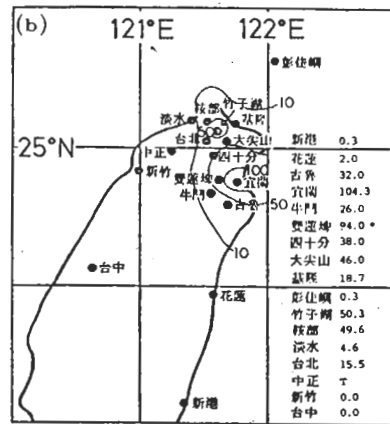 (b)
121°E
122°E
彭佳嶼
鞍部
竹子湖
10
淡水
基隆
50
台北
大尖山
25°N
中正
四十分
新竹
100
雙連埤
宜蘭
牛鬥
古魯
50
10
台中
花蓮
新港
新港 0.3
花蓮 2.0
古魯 32.0
宜蘭 104.3
牛鬥 26.0
雙連埤 94.0 *
四十分 38.0
大尖山 46.0
基隆 18.7
彭佳嶼 0.3
竹子湖 50.3
鞍部 49.6
淡水 4.6
台北 15.5
中正 T
新竹 0.0
台中 0.0